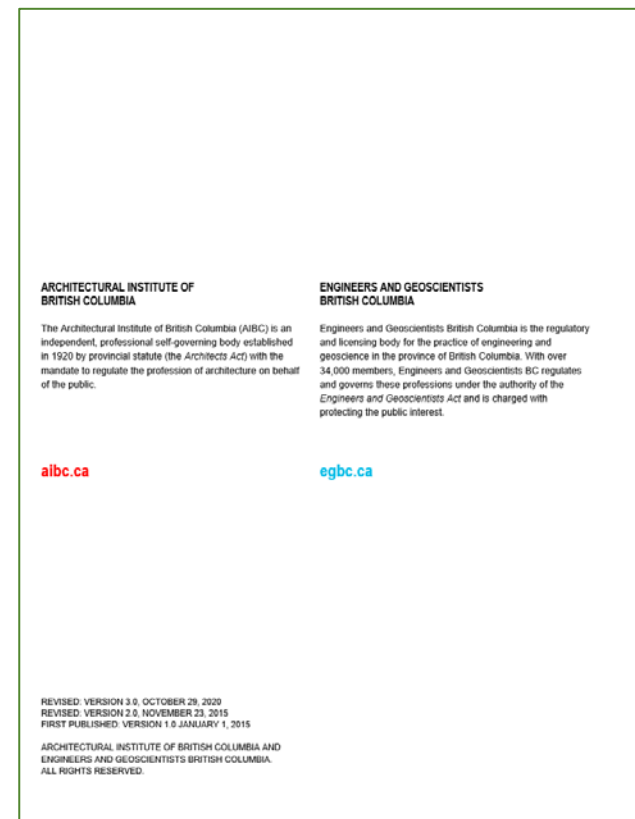 ARCHITECTURAL INSTITUTE OF
BRITISH COLUMBIA
The Architectural Institute of British Columbia (AIBC) is an
independent, professional self-governing body established
in 1920 by provincial statute (the Architects Act) with the
mandate to regulate the profession of architecture on behalf
of the public.
aibc.ca
ENGINEERS AND GEOSCIENTISTS
BRITISH COLUMBIA
Engineers and Geoscientists British Columbia is the regulatory
and licensing body for the practice of engineering and
geoscience in the province of British Columbia. With over
34,000 members, Engineers and Geoscientists BC regulates
and governs these professions under the authority of the
Engineers and Geoscientists Act and is charged with
protecting the public interest.
egbc.ca
REVISED: VERSION 3.0, OCTOBER 29, 2020
REVISED: VERSION 2.0, NOVEMBER 23, 2015
FIRST PUBLISHED: VERSION 1.0 JANUARY 1, 2015
ARCHITECTURAL INSTITUTE OF BRITISH COLUMBIA AND
ENGINEERS AND GEOSCIENTISTS BRITISH COLUMBIA.
ALL RIGHTS RESERVED.